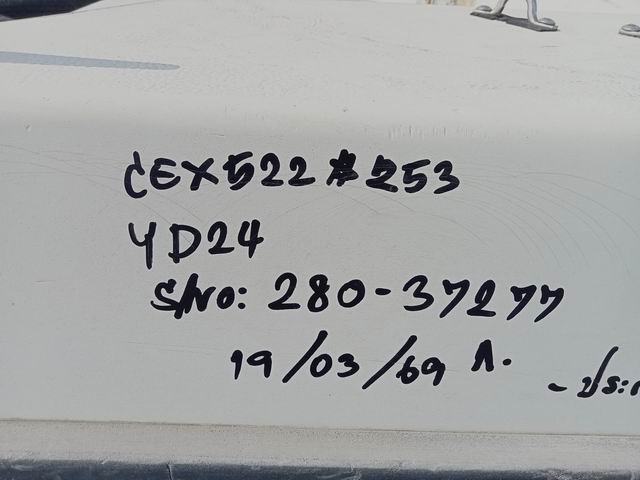 CEX522 # 253
YD24
S/No: 280-37277
19/03/69 Λ.